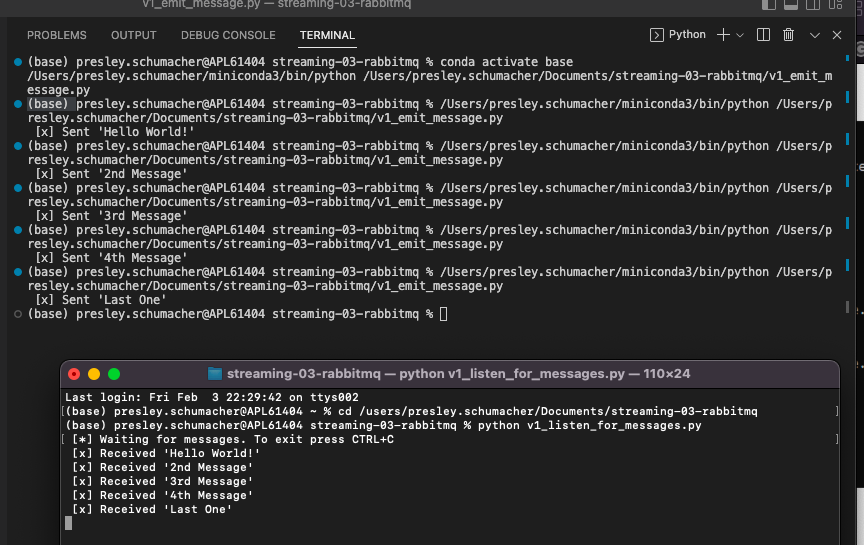 v1_emit_message.py — streaming-03-rabbitmq
PROBLEMS OUTPUT DEBUG CONSOLE TERMINAL Python
(base) presley.schumacher@APL61404 streaming-03-rabbitmq % conda activate base
/Users/presley.schumacher/miniconda3/bin/python /Users/presley.schumacher/Documents/streaming-03-rabbitmq/v1_emit_m
essage.py
(base) presley.schumacher@APL61404 streaming-03-rabbitmq % /Users/presley.schumacher/miniconda3/bin/python /Users/p
resley.schumacher/Documents/streaming-03-rabbitmq/v1_emit_message.py
[x] Sent 'Hello World!'
(base) presley.schumacher@APL61404 streaming-03-rabbitmq % /Users/presley.schumacher/miniconda3/bin/python /Users/p
resley.schumacher/Documents/streaming-03-rabbitmq/v1_emit_message.py
[x] Sent '2nd Message'
(base) presley.schumacher@APL61404 streaming-03-rabbitmq % /Users/presley.schumacher/miniconda3/bin/python /Users/p
resley.schumacher/Documents/streaming-03-rabbitmq/v1_emit_message.py
[x] Sent '3rd Message'
(base) presley.schumacher@APL61404 streaming-03-rabbitmq % /Users/presley.schumacher/miniconda3/bin/python /Users/p
resley.schumacher/Documents/streaming-03-rabbitmq/v1_emit_message.py
[x] Sent '4th Message'
(base) presley.schumacher@APL61404 streaming-03-rabbitmq % /Users/presley.schumacher/miniconda3/bin/python /Users/p
resley.schumacher/Documents/streaming-03-rabbitmq/v1_emit_message.py
[x] Sent 'Last One'
(base) presley.schumacher@APL61404 streaming-03-rabbitmq %
streaming-03-rabbitmq — python v1_listen_for_messages.py — 110×24
Last login: Fri Feb  3 22:29:42 on ttys002
[(base) presley.schumacher@APL61404 ~ % cd /users/presley.schumacher/Documents/streaming-03-rabbitmq ]
(base) presley.schumacher@APL61404 streaming-03-rabbitmq % python v1_listen_for_messages.py
[ [*] Waiting for messages. To exit press CTRL+C ]
[x] Received 'Hello World!'
[x] Received '2nd Message'
[x] Received '3rd Message'
[x] Received '4th Message'
[x] Received 'Last One'